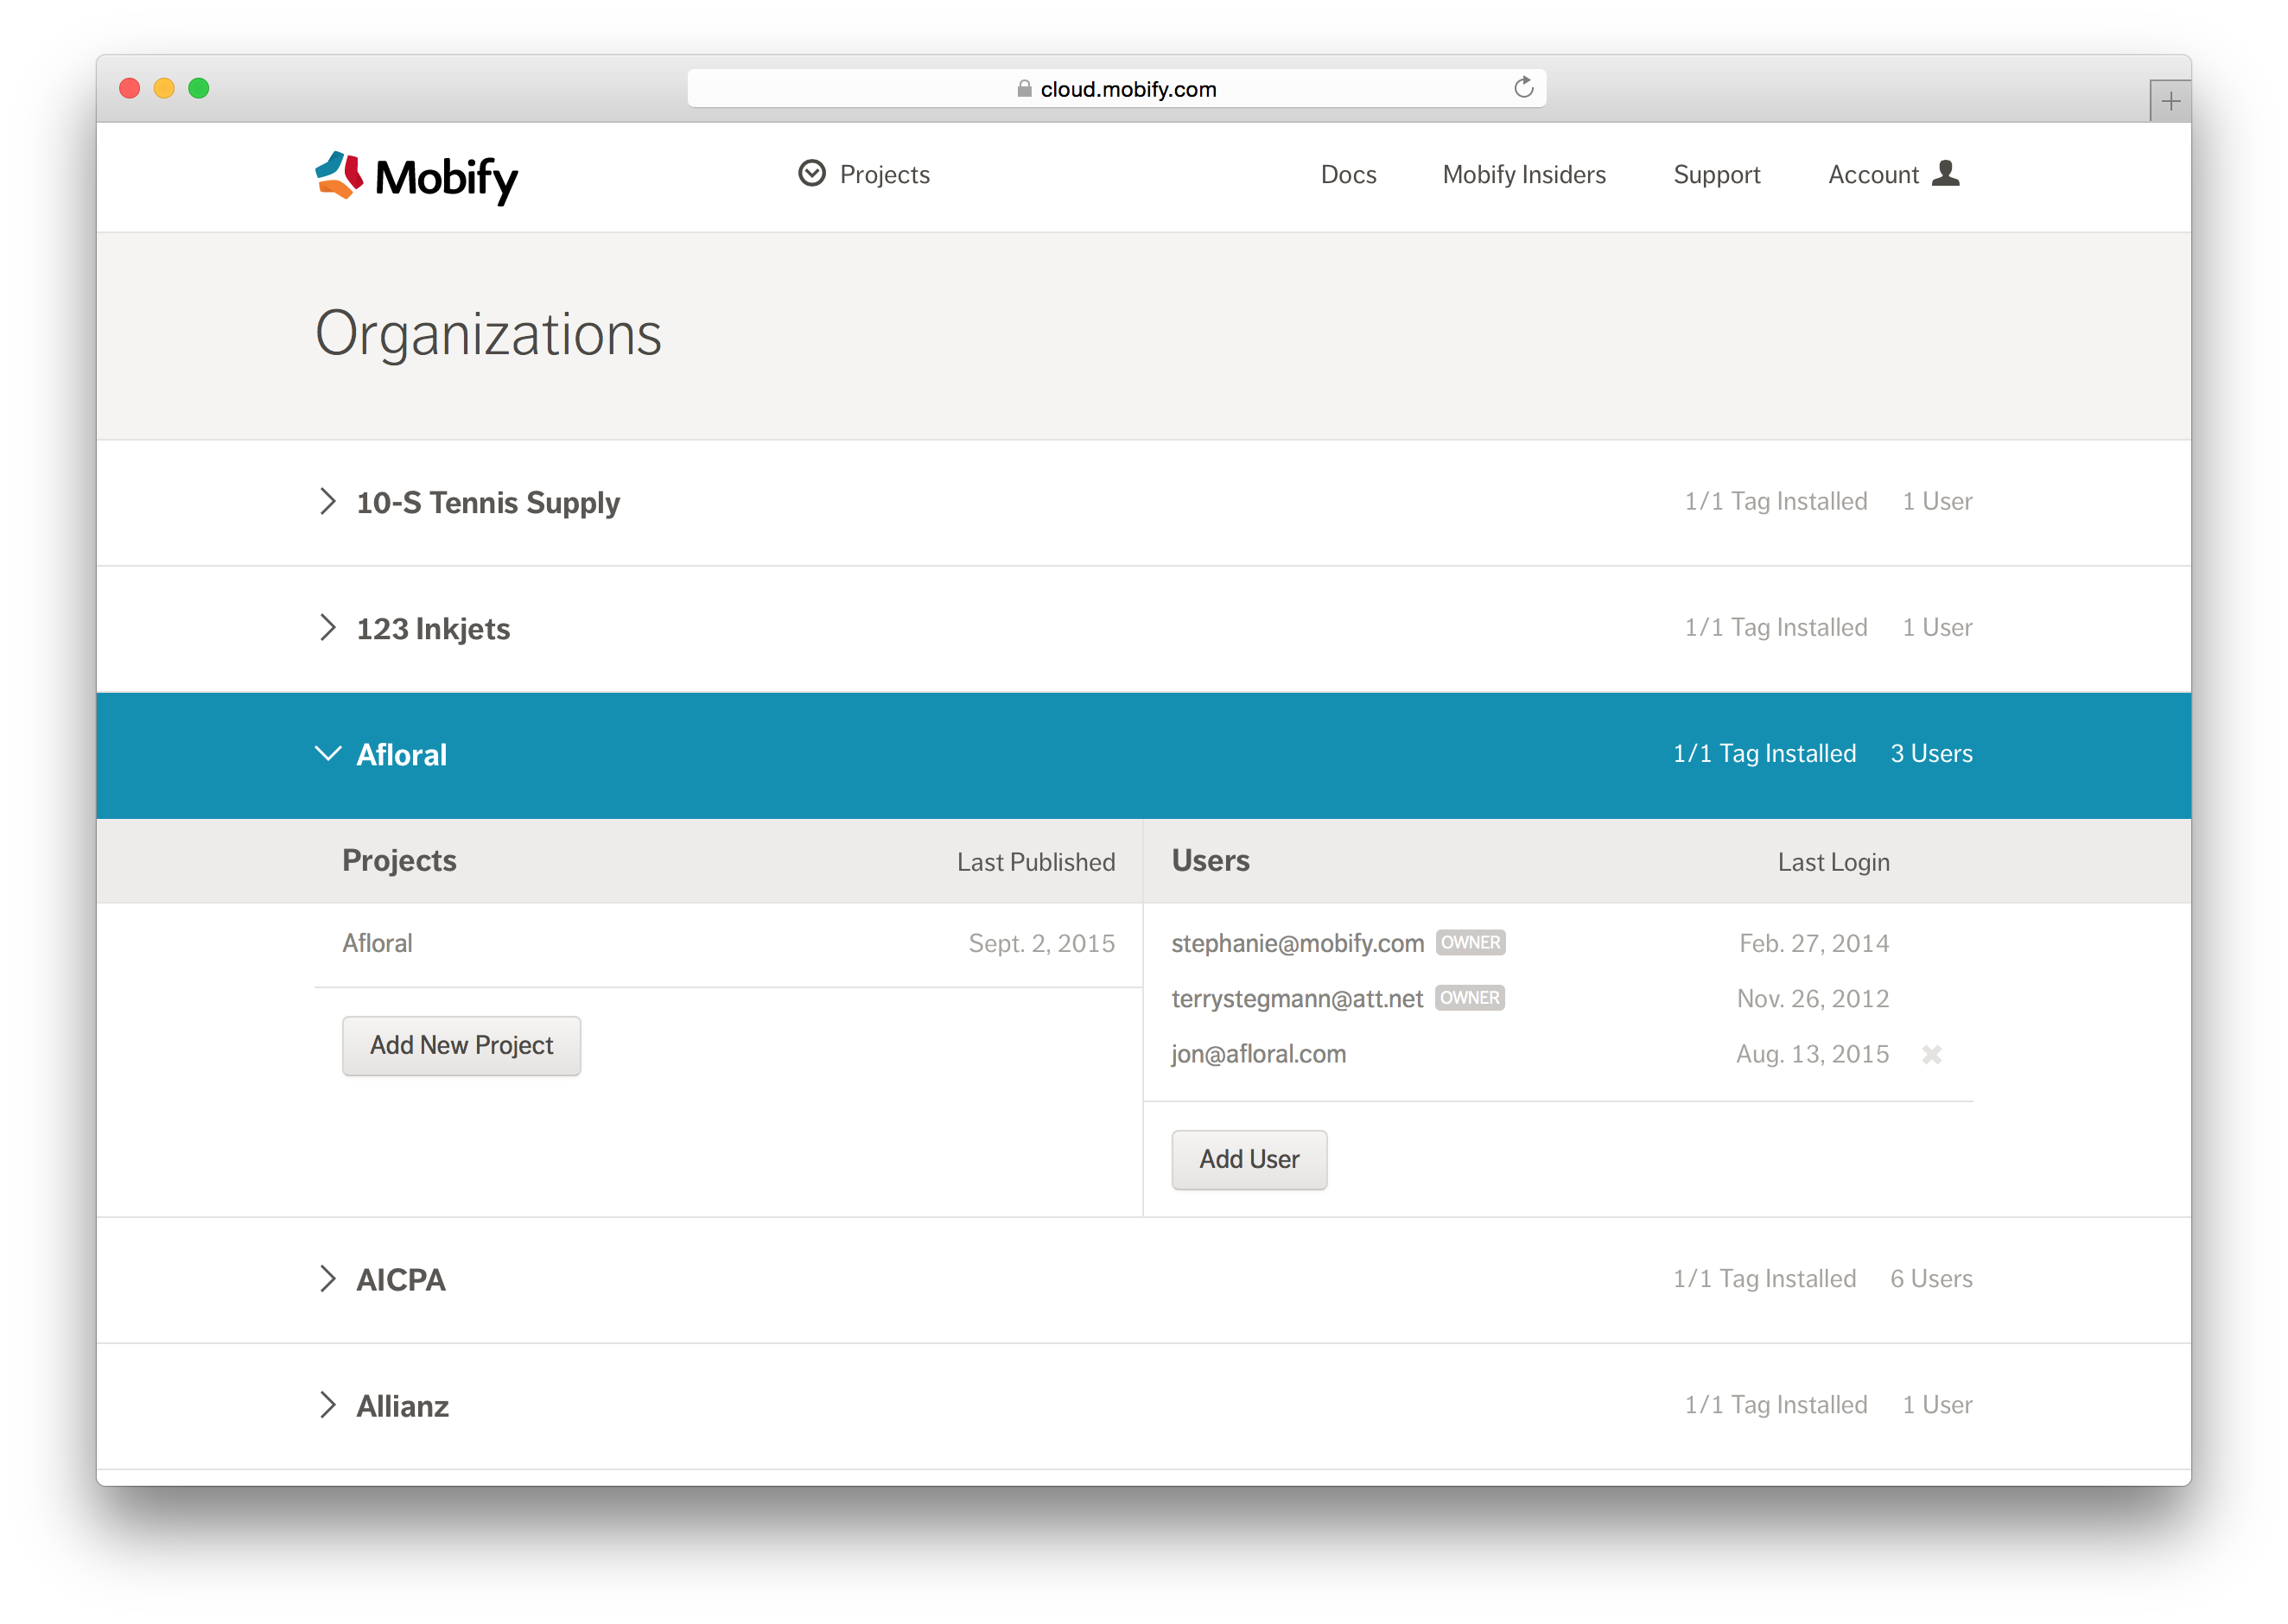 cloud.mobify.com
Mobify Projects Docs Mobify Insiders Support Account
Organizations
10-S Tennis Supply 1/1 Tag Installed 1 User
123 Inkjets 1/1 Tag Installed 1 User
Afloral 1/1 Tag Installed 3 Users
Projects Last Published Users Last Login
Afloral Sept. 2, 2015 stephanie@mobify.com OWNER Feb. 27, 2014
terrystegmann@att.net OWNER Nov. 26, 2012
Add New Project jon@afloral.com Aug. 13, 2015
Add User
AICPA 1/1 Tag Installed 6 Users
Allianz 1/1 Tag Installed 1 User